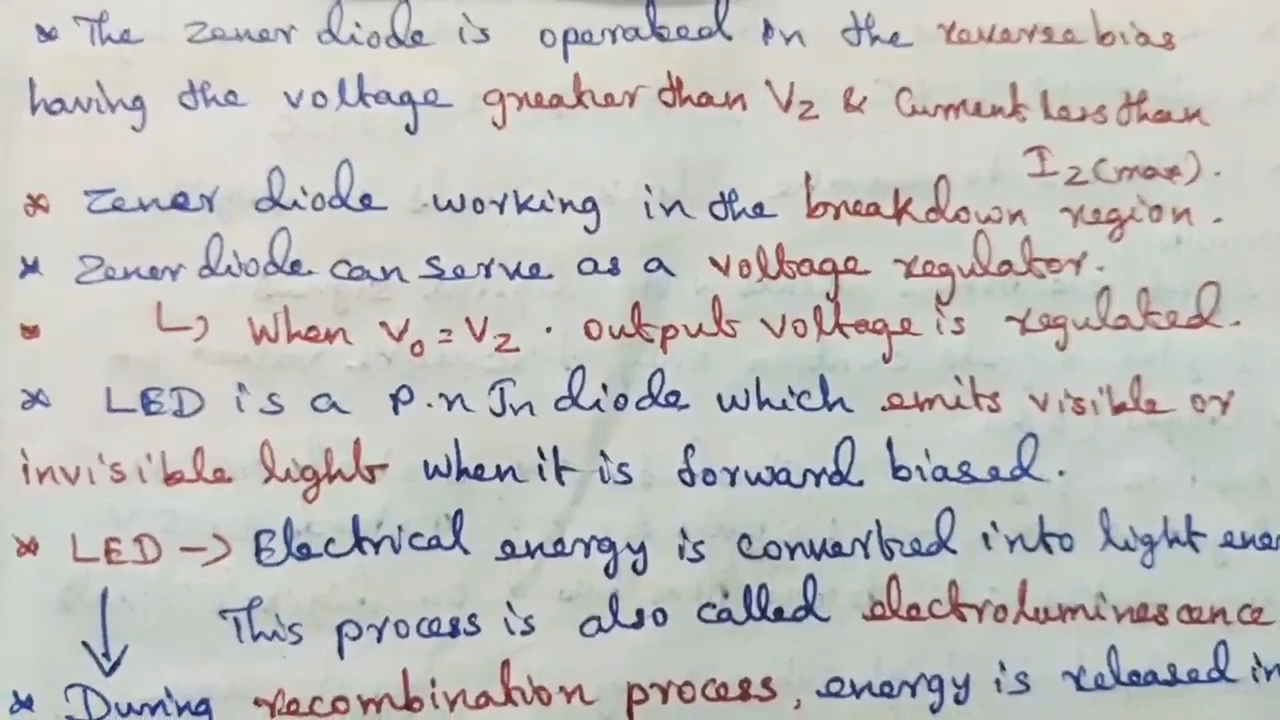 * The zener diode is operated in the reverse bias
having the voltage greater than VZ & Current less than
IZ(max).
* Zener diode working in the breakdown region.
* Zener diode can serve as a voltage regulator.
* ↳ When V0 = VZ . output voltage is regulated.
* LED is a p.n Jn diode which emits visible or
invisible light when it is forward biased.
* LED -> Electrical energy is converted into light ener
↓ This process is also called electroluminescence
* During recombination process, energy is released in